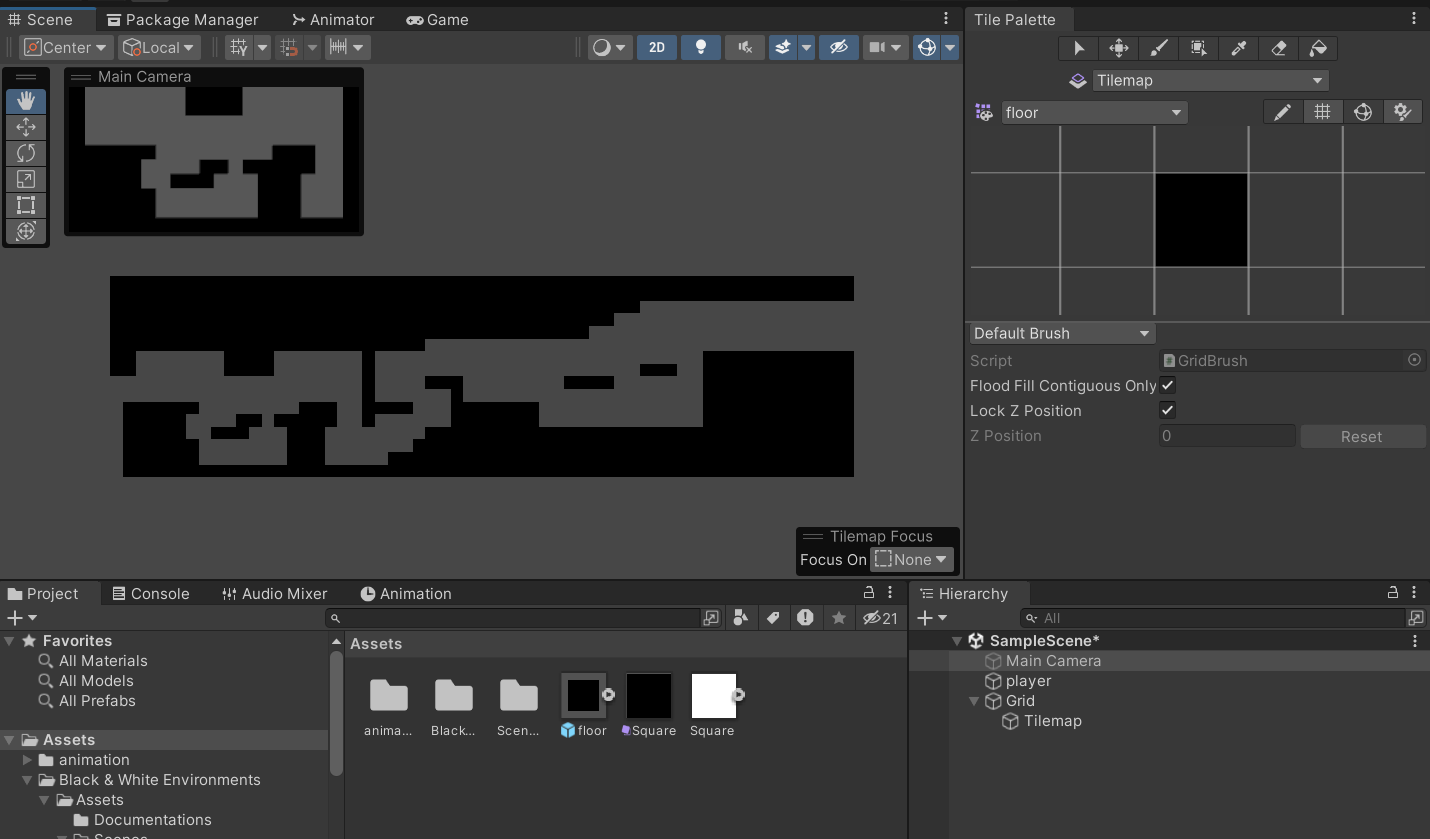 Scene Package Manager Animator Game
Center Local 2D
Main Camera
Tilemap Focus
Focus On None
Tile Palette
Tilemap
floor
Default Brush
Script GridBrush
Flood Fill Contiguous Only
Lock Z Position
Z Position 0 Reset
Project Console Audio Mixer Animation
21
Favorites
All Materials
All Models
All Prefabs
Assets
animation
Black & White Environments
Assets
Documentations
Scenes
Assets
anima... Black... Scen... floor Square Square
Hierarchy
All
SampleScene*
Main Camera
player
Grid
Tilemap